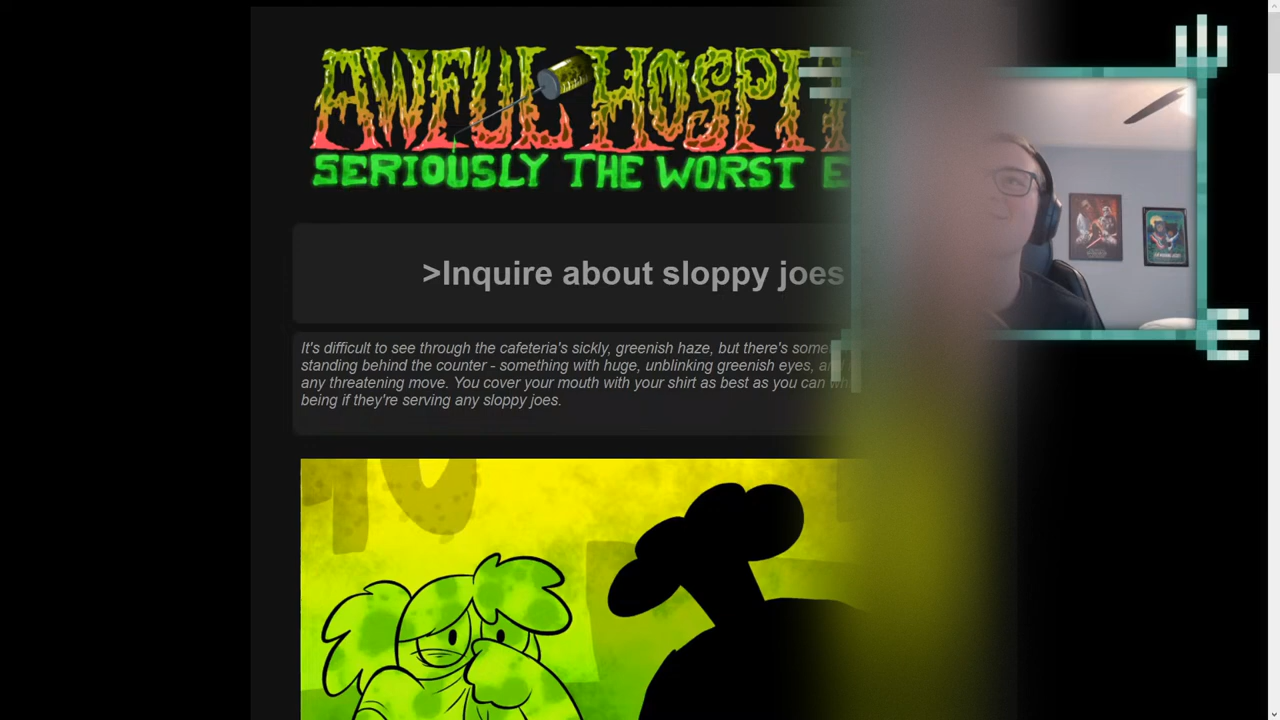 AWFUL HOSPIT
SERIOUSLY THE WORST E
>Inquire about sloppy joes
It's difficult to see through the cafeteria's sickly, greenish haze, but there's some
standing behind the counter - something with huge, unblinking greenish eyes,
any threatening move. You cover your mouth with your shirt as best as you can
being if they're serving any sloppy joes.